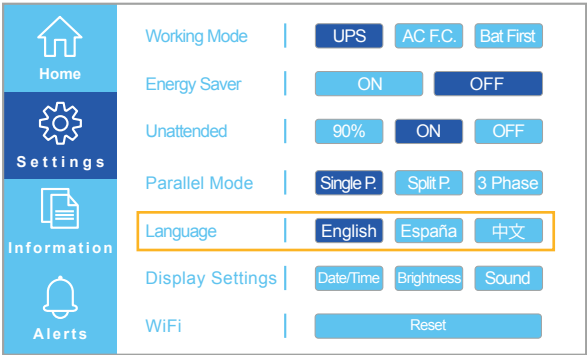 Home
Settings
Information
Alerts
Working Mode UPS AC F.C. Bat First
Energy Saver ON OFF
Unattended 90% ON OFF
Parallel Mode Single P. Split P. 3 Phase
Language English España 中文
Display Settings Date/Time Brightness Sound
WiFi Reset